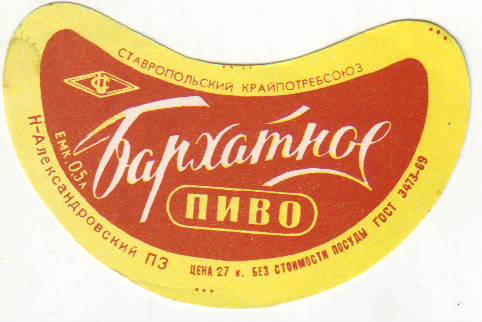 СТАВРОПОЛЬСКИЙ КРАЙПОТРЕБСОЮЗ
Бархатное
ПИВО
ЕМК. 0,5 л
Н-Александровский ПЗ
ЦЕНА 27 к. БЕЗ СТОИМОСТИ ПОСУДЫ ГОСТ 3473-69